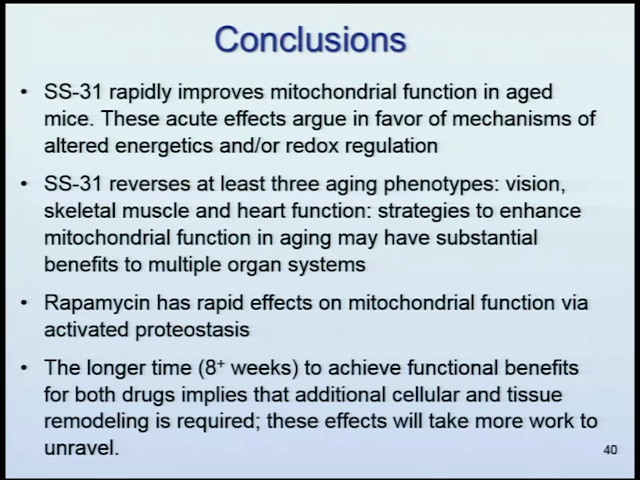 Conclusions
• SS-31 rapidly improves mitochondrial function in aged
mice. These acute effects argue in favor of mechanisms of
altered energetics and/or redox regulation
• SS-31 reverses at least three aging phenotypes: vision,
skeletal muscle and heart function: strategies to enhance
mitochondrial function in aging may have substantial
benefits to multiple organ systems
• Rapamycin has rapid effects on mitochondrial function via
activated proteostasis
• The longer time (8⁺ weeks) to achieve functional benefits
for both drugs implies that additional cellular and tissue
remodeling is required; these effects will take more work to
unravel.
40